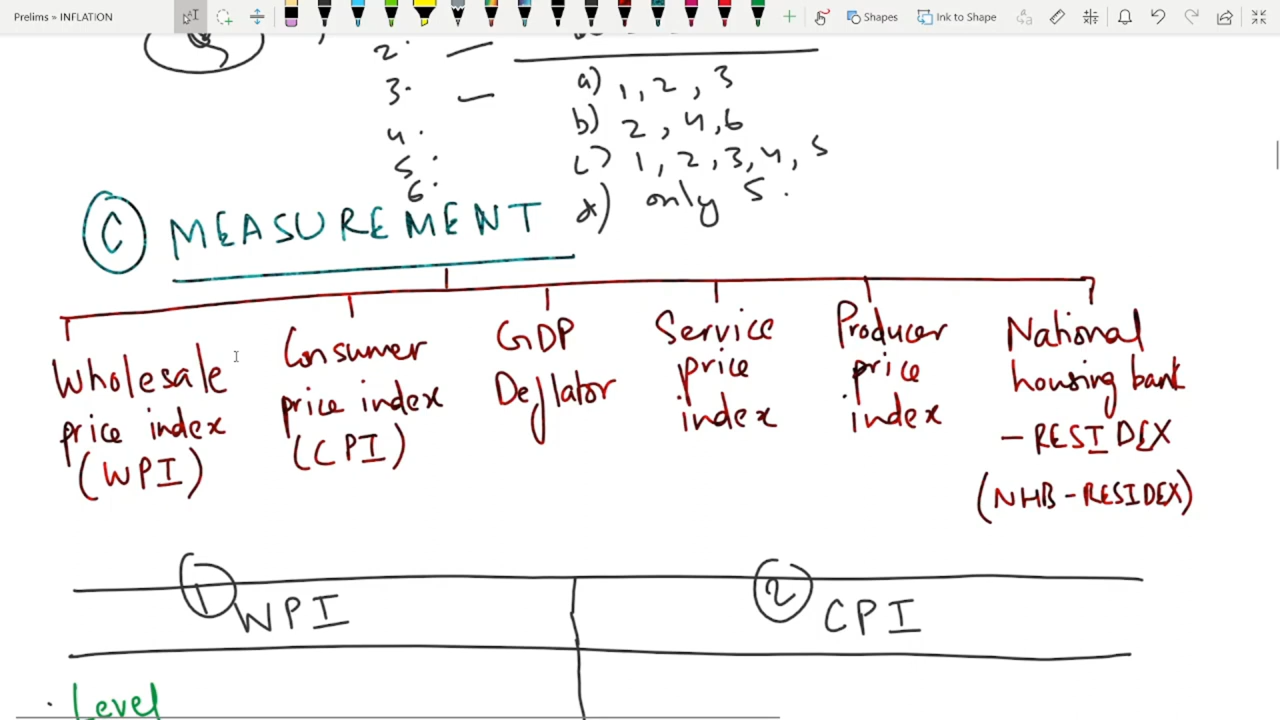 Prelims » INFLATION
Shapes
Ink to Shape
2.
3.
4.
5.
6.
a) 1, 2, 3
b) 2, 4, 6
c) 1, 2, 3, 4, 5
d) only 5.
C MEASUREMENT
Wholesale
price index
(WPI)
Consumer
price index
(CPI)
GDP
Deflator
Service
price
index
Producer
price
index
National
housing bank
- RESIDEX
(NHB - RESIDEX)
1 WPI
2 CPI
. Level